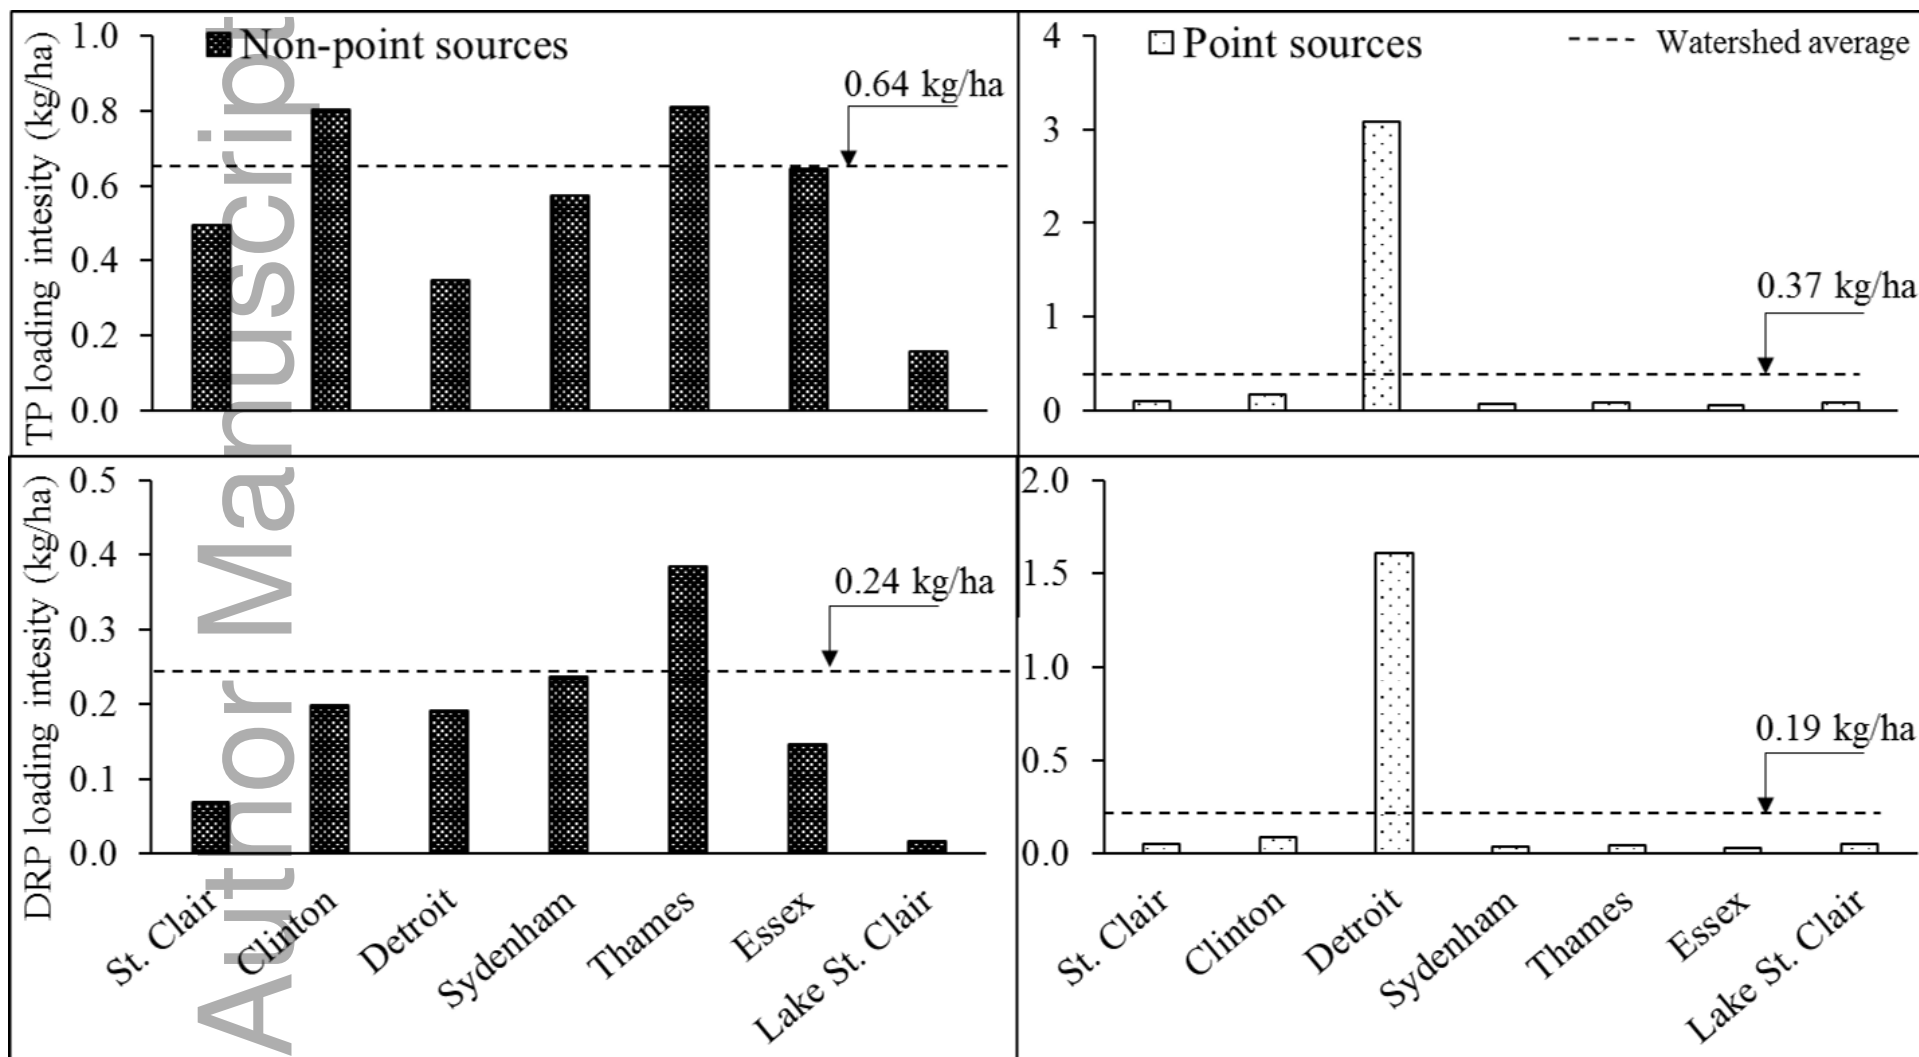 Author Manuscript
TP loading intesity (kg/ha)
1.0
0.8
0.6
0.4
0.2
0.0
Non-point sources
0.64 kg/ha
4
3
2
1
0
Point sources
Watershed average
0.37 kg/ha
DRP loading intesity (kg/ha)
0.5
0.4
0.3
0.2
0.1
0.0
0.24 kg/ha
St. Clair
Clinton
Detroit
Sydenham
Thames
Essex
Lake St. Clair
2.0
1.5
1.0
0.5
0.0
0.19 kg/ha
St. Clair
Clinton
Detroit
Sydenham
Thames
Essex
Lake St. Clair